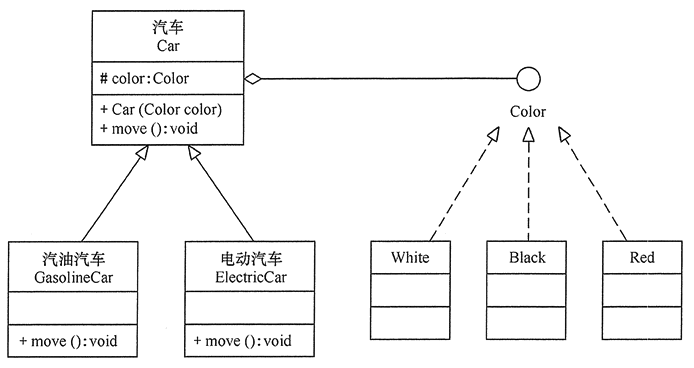 汽车
Car
# color:Color
+ Car (Color color)
+ move ():void
Color
汽油汽车
GasolineCar
+ move ():void
电动汽车
ElectricCar
+ move ():void
White
Black
Red